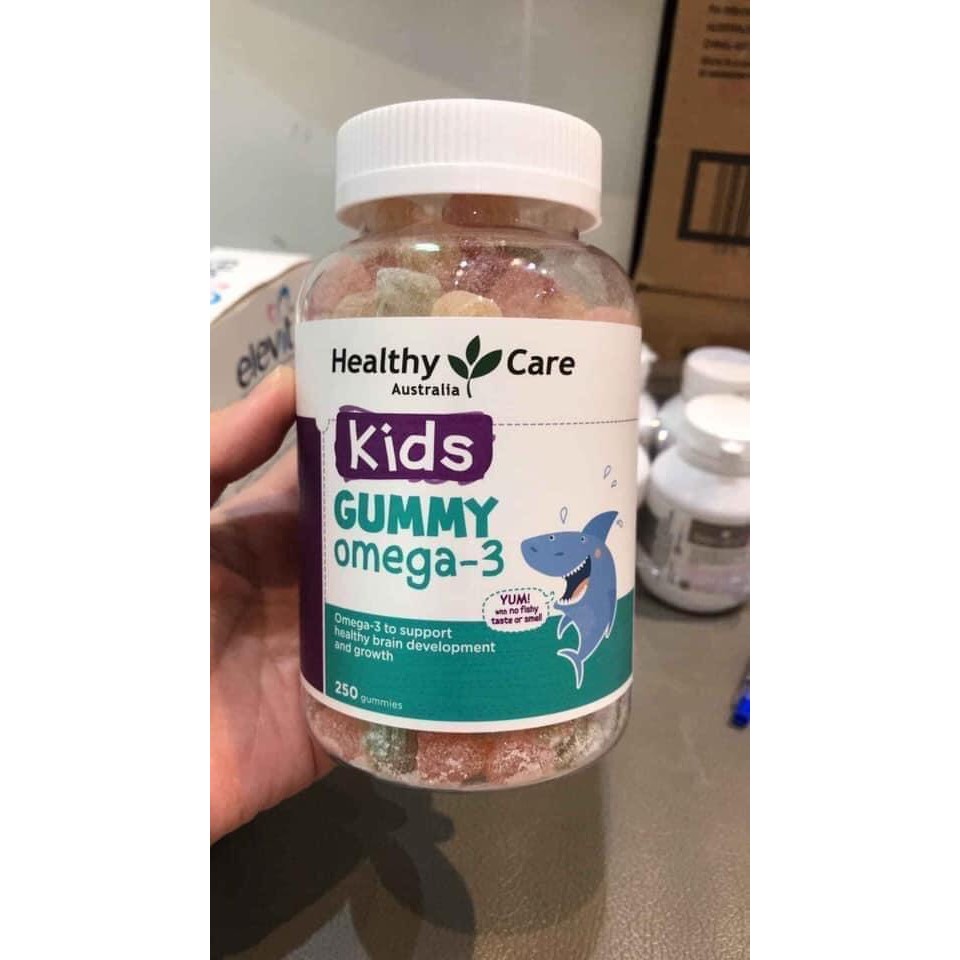 Healthy Care
Australia
Kids
GUMMY
omega-3
YUM!
with no fishy
taste or smell
Omega-3 to support
healthy brain development
and growth
250 gummies
elevit